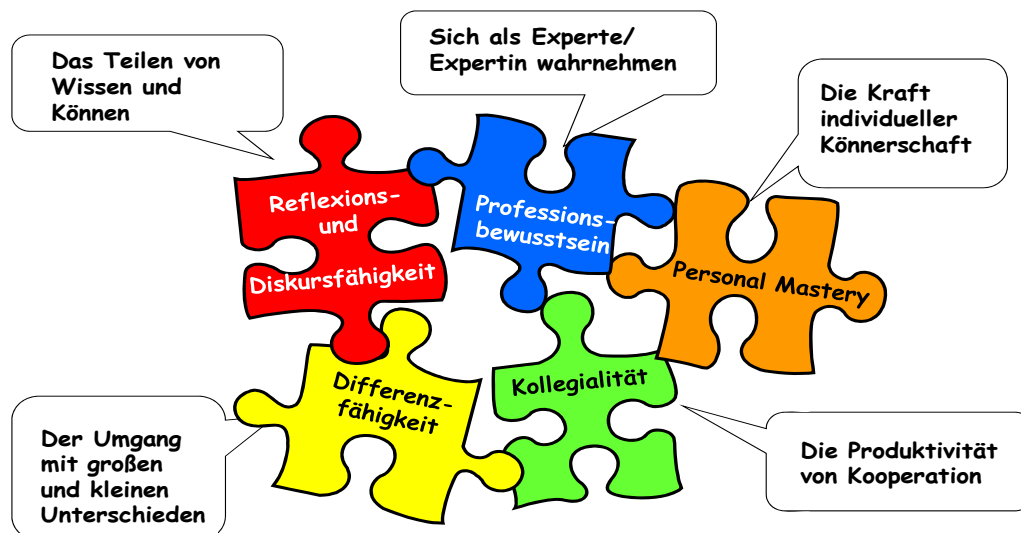 Das Teilen von
Wissen und
Können
Sich als Experte/
Expertin wahrnehmen
Die Kraft
individueller
Könnerschaft
Reflexions-
und
Diskursfähigkeit
Professions-
bewusstsein
Personal Mastery
Differenz-
fähigkeit
Kollegialität
Der Umgang
mit großen
und kleinen
Unterschieden
Die Produktivität
von Kooperation